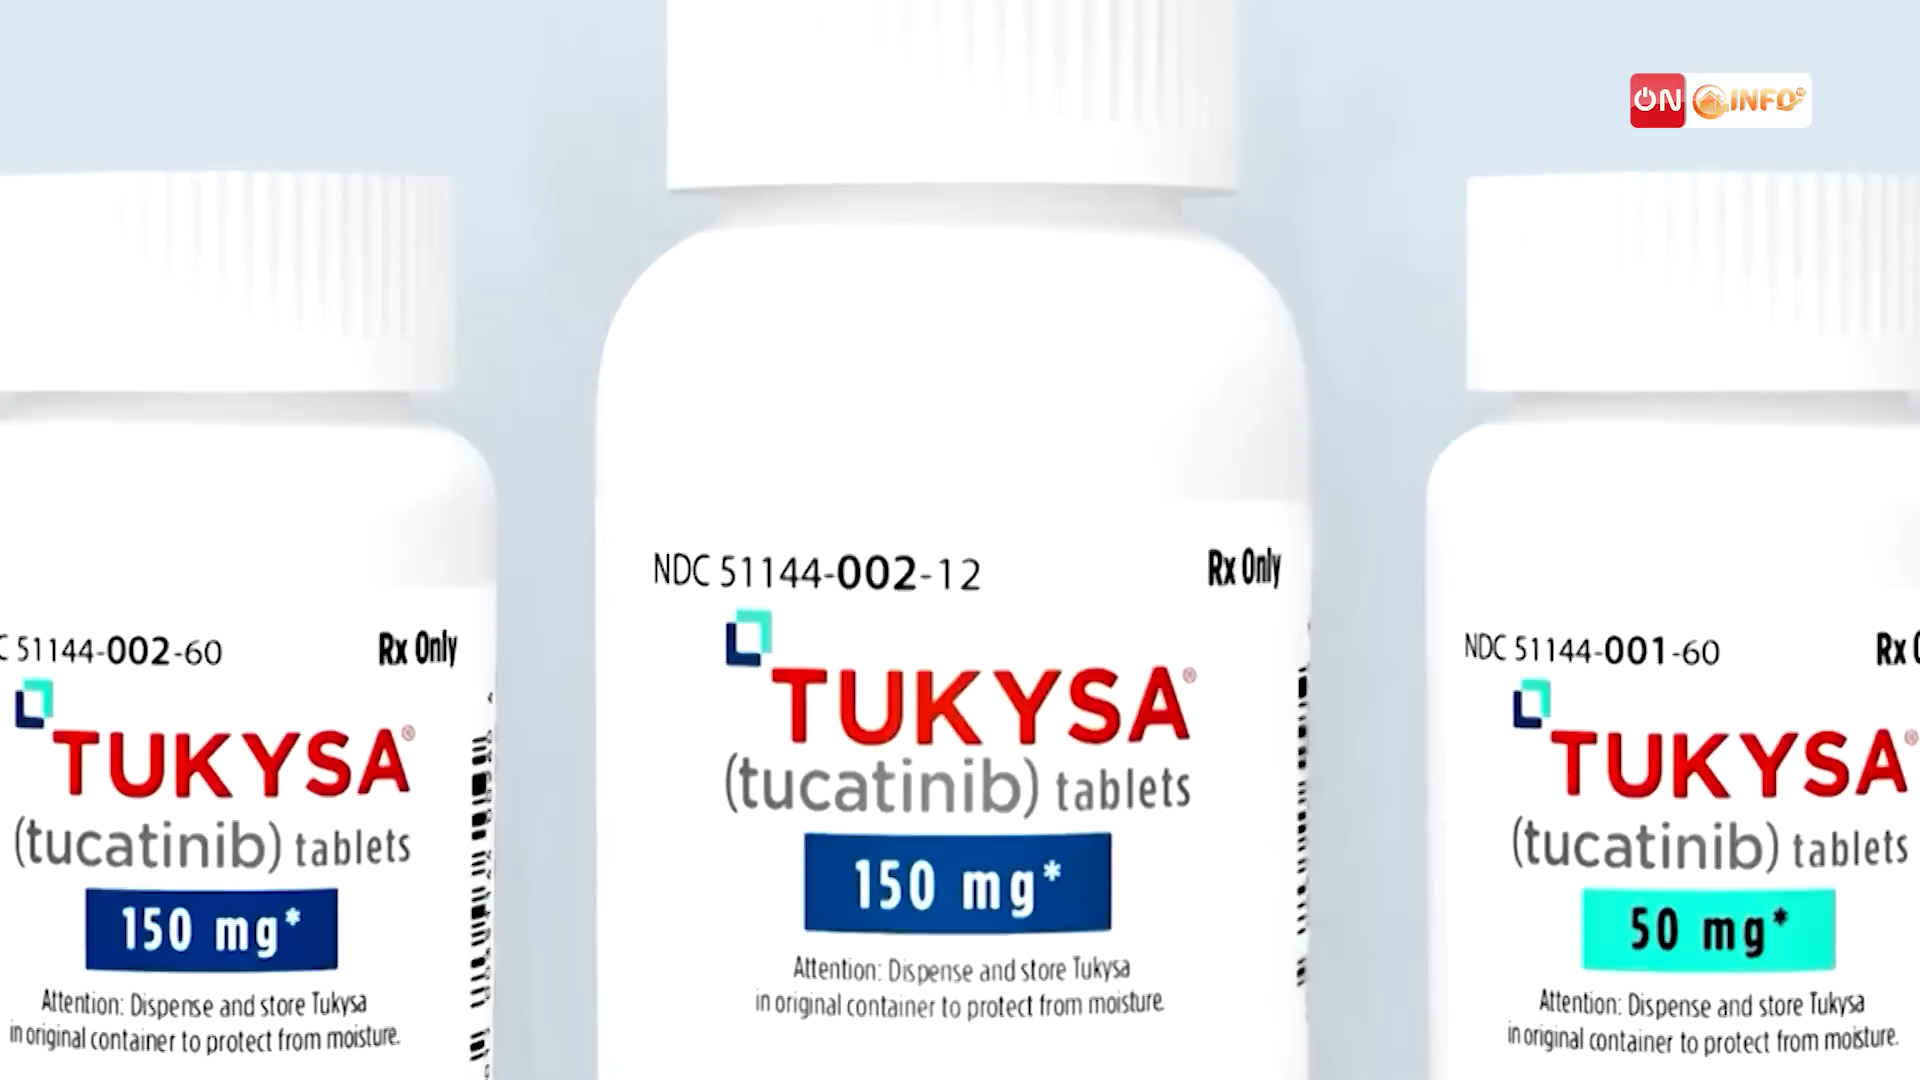 ON INFO
NDC 51144-002-12 Rx Only
TUKYSA®
(tucatinib) tablets
150 mg*
Attention: Dispense and store Tukysa
in original container to protect from moisture.
51144-002-60 Rx Only
TUKYSA®
(tucatinib) tablets
150 mg*
Attention: Dispense and store Tukysa
in original container to protect from moisture.
NDC 51144-001-60 Rx
TUKYSA®
(tucatinib) tablets
50 mg*
Attention: Dispense and store Tukysa
in original container to protect from moisture.